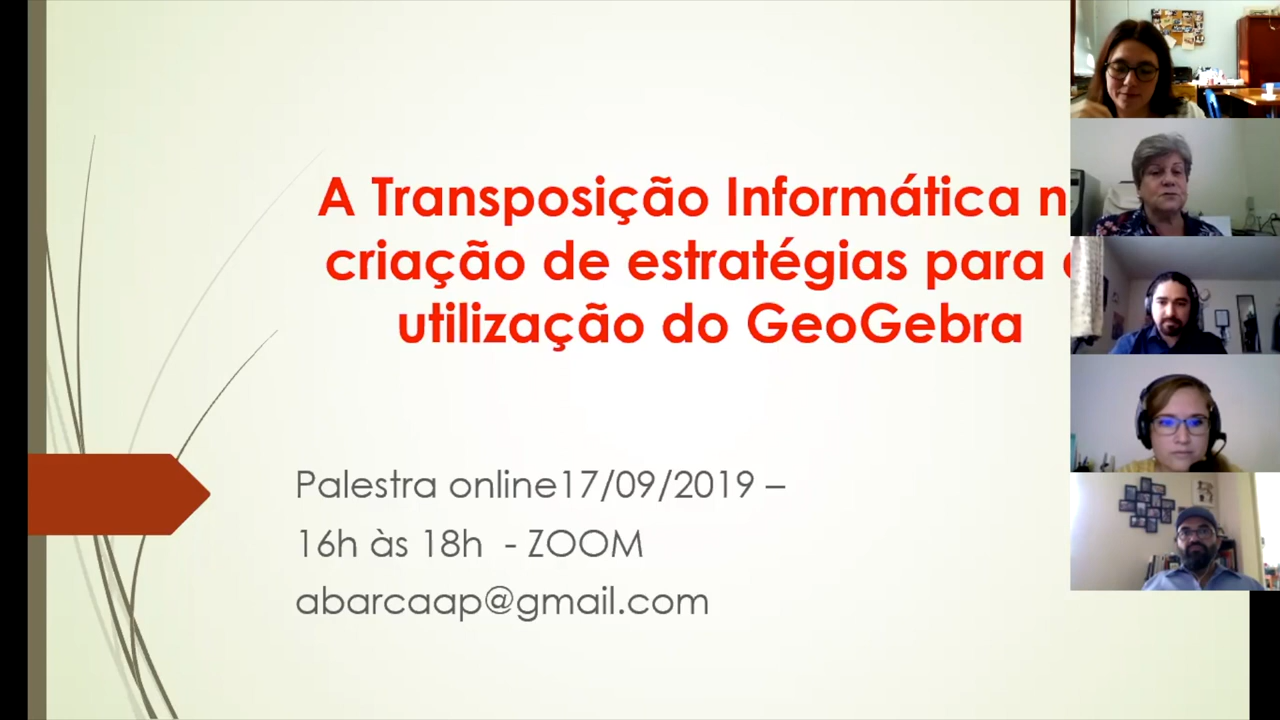 A Transposição Informática n
criação de estratégias para
utilização do GeoGebra
Palestra online17/09/2019 –
16h às 18h - ZOOM
abarcaap@gmail.com